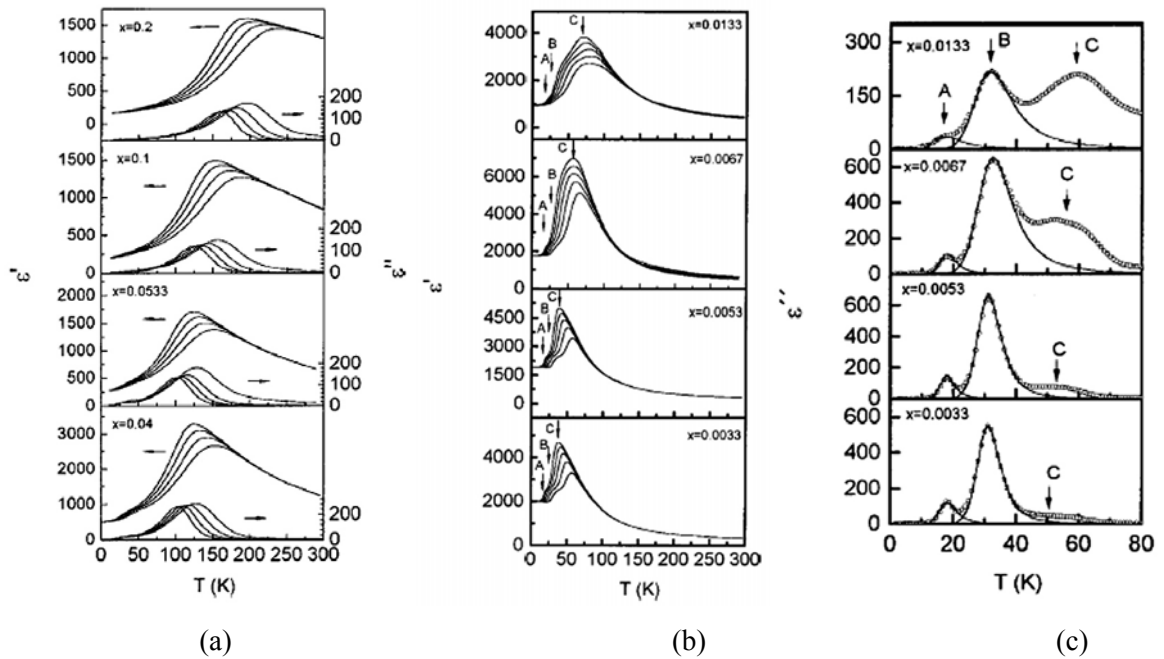 x=0.2
1500
1000
500
0
200
100
0
x=0.1
1500
1000
500
0
200
100
0
x=0.0533
2000
1500
1000
500
0
200
100
0
x=0.04
3000
2000
1000
0
200
0
ε'
ε''
0 50 100 150 200 250 300
T (K)
(a)
x=0.0133
A B C
4000
2000
0
x=0.0067
A B C
6000
4000
2000
0
x=0.0053
A B C
4500
3000
1500
0
x=0.0033
A B C
6000
4000
2000
0
ε'
0 50 100 150 200 250 300
T (K)
(b)
x=0.0133
A B C
300
150
0
x=0.0067
C
600
400
200
0
x=0.0053
C
600
400
200
0
x=0.0033
C
600
400
200
0
ε´´
0 20 40 60 80
T (K)
(c)